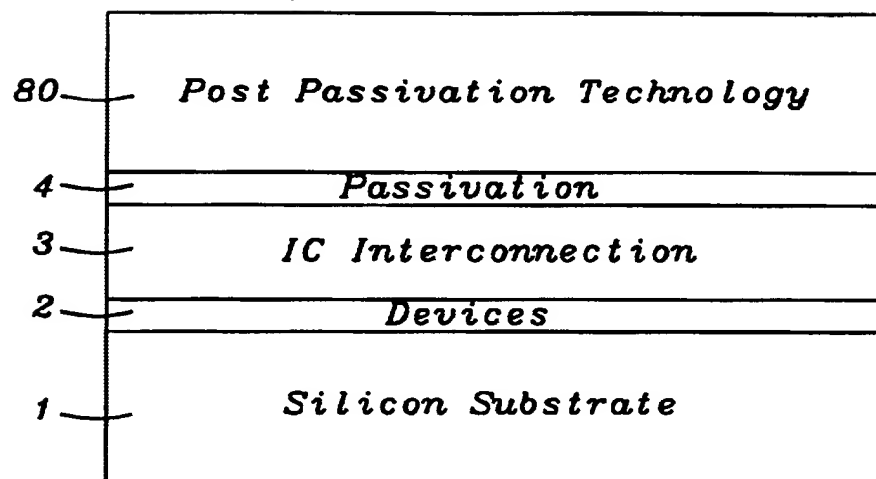 80 Post Passivation Technology
4 Passivation
3 IC Interconnection
2 Devices
1 Silicon Substrate